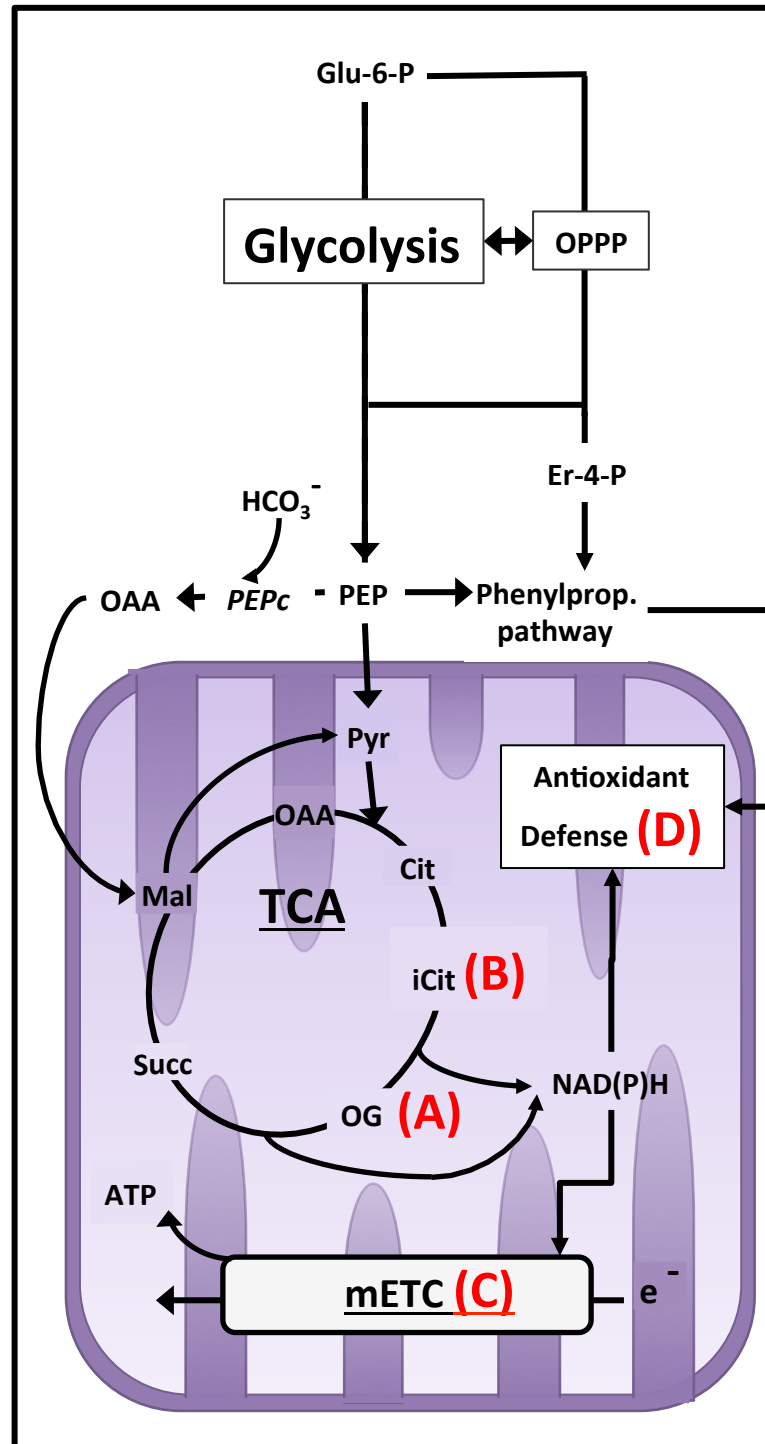 Glu-6-P
Glycolysis
OPPP
Er-4-P
HCO₃⁻
OAA
PEPc
PEP
Phenylprop.
pathway
Pyr
Antioxidant
Defense (D)
OAA
Cit
Mal
TCA
iCit (B)
Succ
NAD(P)H
OG (A)
ATP
mETC (C)
e⁻